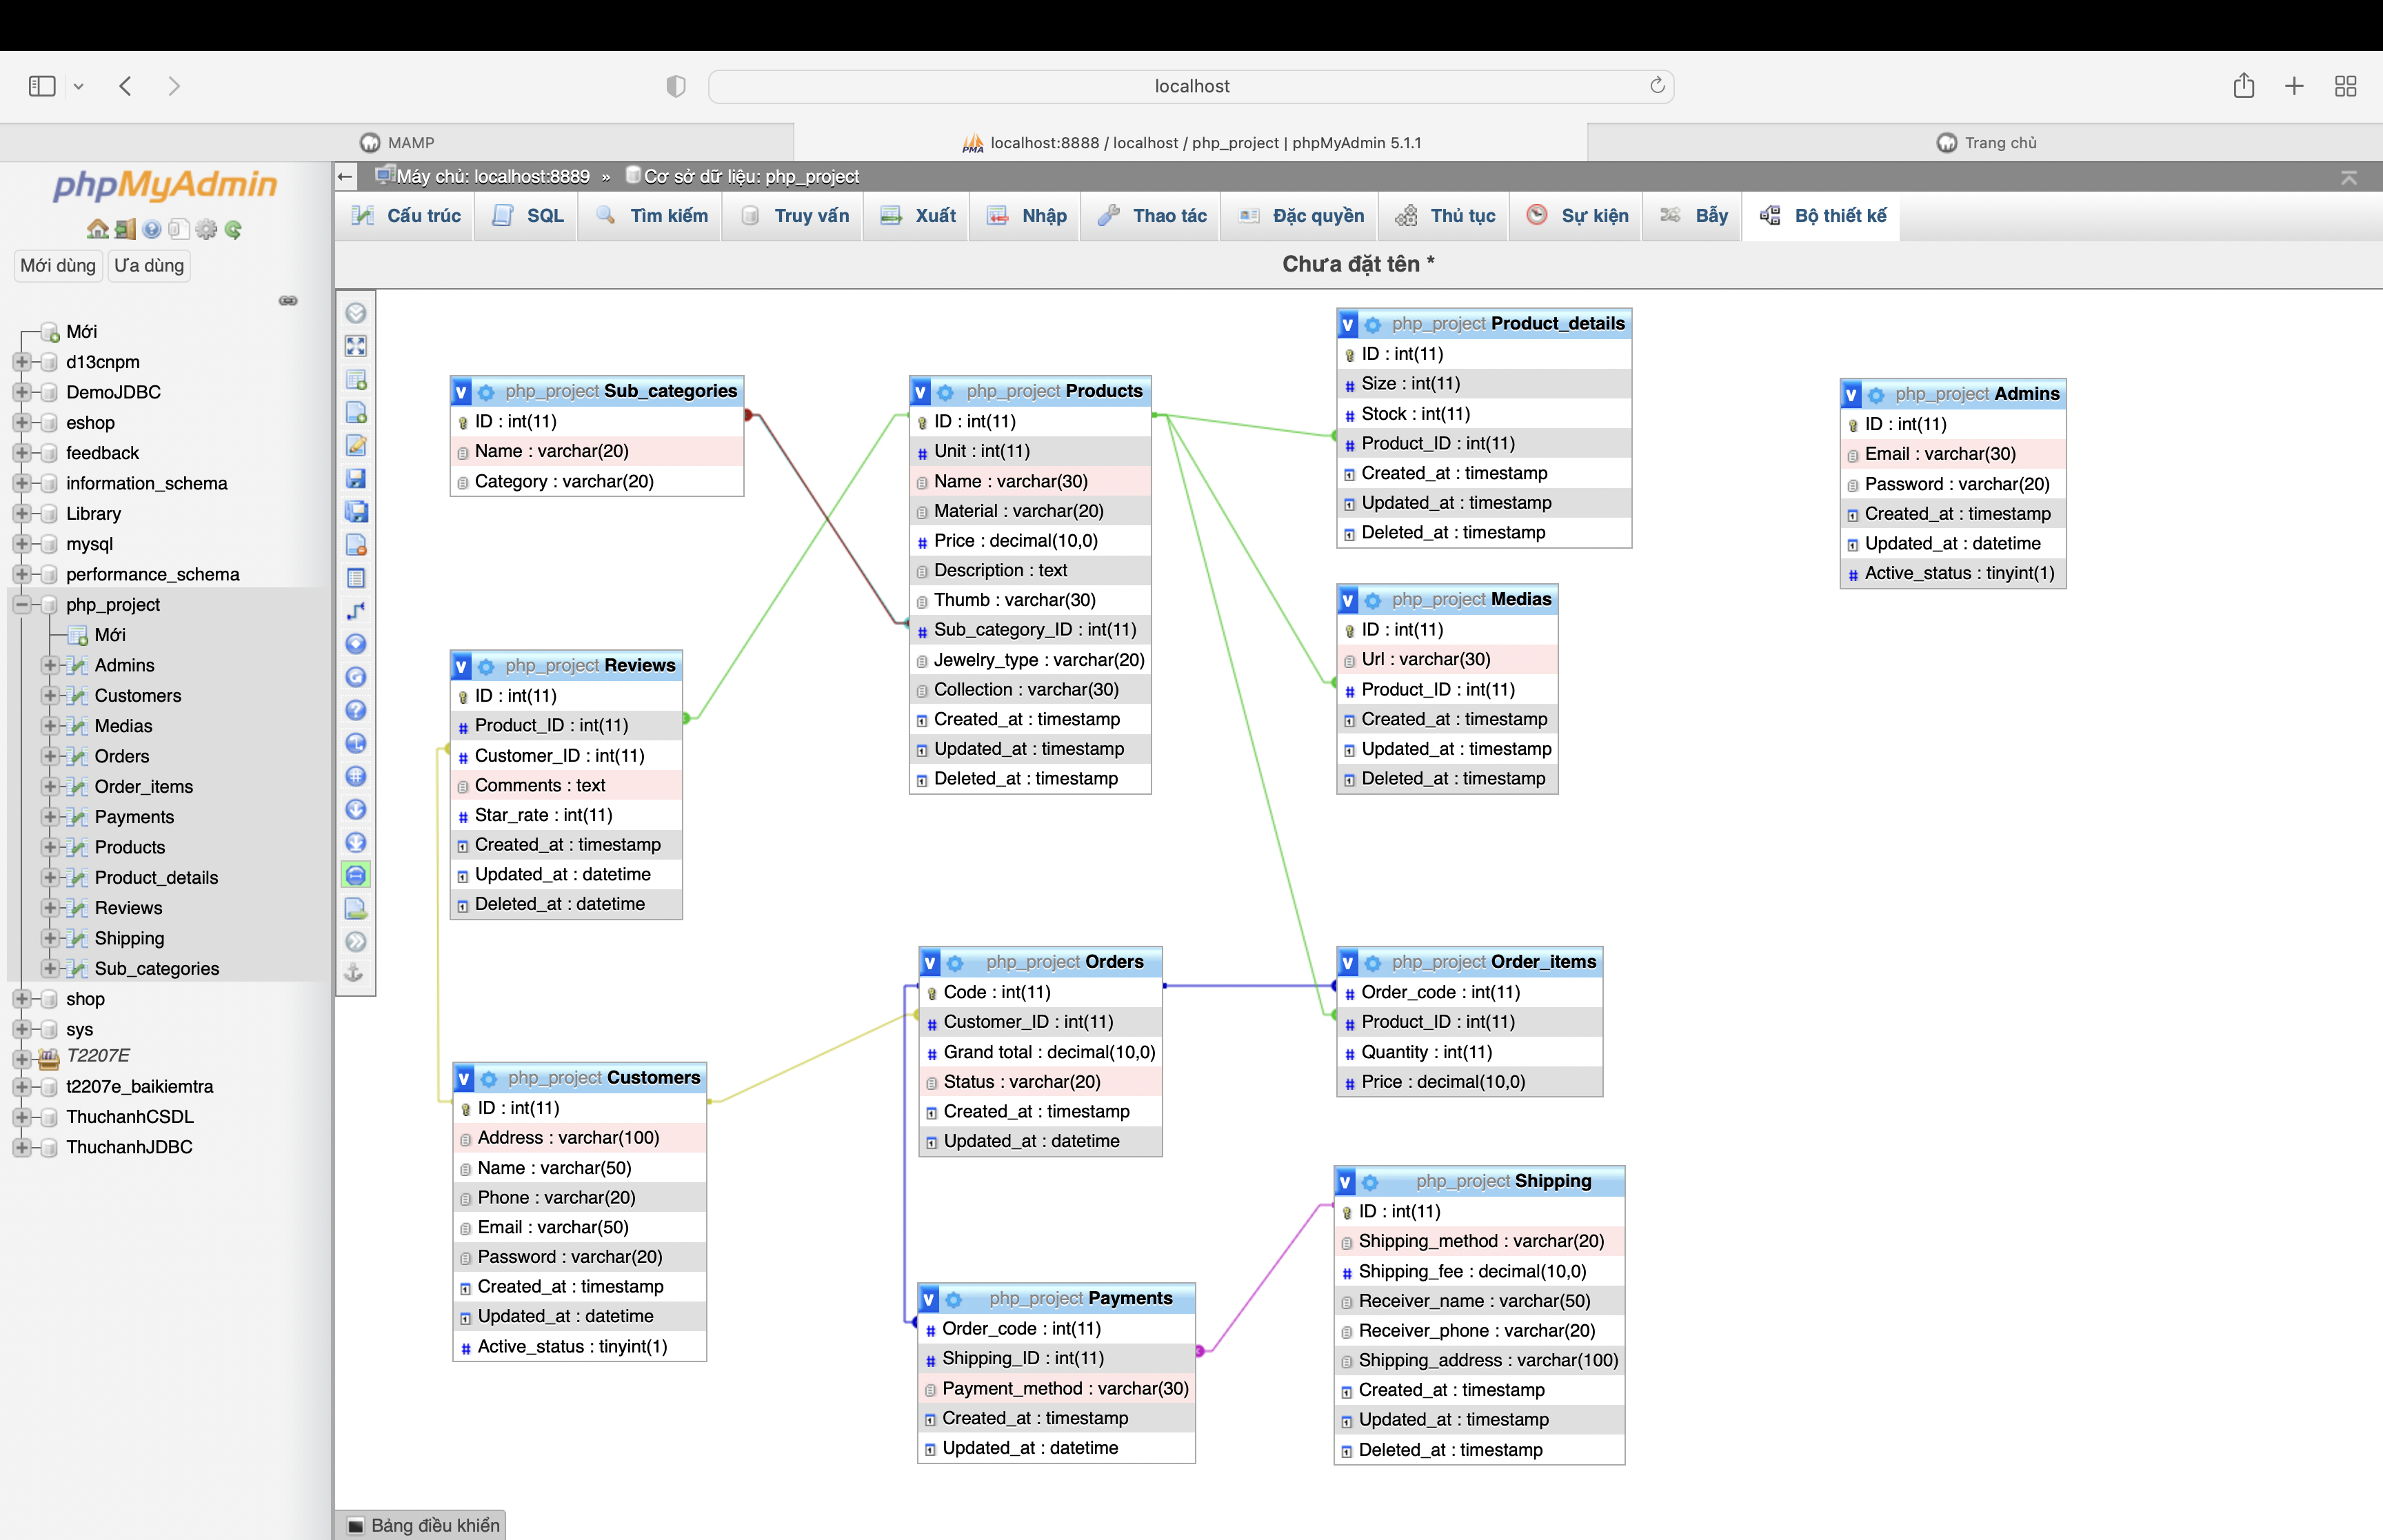 localhost
MAMP
localhost:8888 / localhost / php_project | phpMyAdmin 5.1.1
Trang chủ
phpMyAdmin
Mới dùng
Ưa dùng
Mới
d13cnpm
DemoJDBC
eshop
feedback
information_schema
Library
mysql
performance_schema
php_project
Mới
Admins
Customers
Medias
Orders
Order_items
Payments
Products
Product_details
Reviews
Shipping
Sub_categories
shop
sys
T2207E
t2207e_baikiemtra
ThuchanhCSDL
ThuchanhJDBC
Máy chủ: localhost:8889 » Cơ sở dữ liệu: php_project
Cấu trúc
SQL
Tìm kiếm
Truy vấn
Xuất
Nhập
Thao tác
Đặc quyền
Thủ tục
Sự kiện
Bẫy
Bộ thiết kế
Chưa đặt tên *
php_project Sub_categories
ID : int(11)
Name : varchar(20)
Category : varchar(20)
php_project Products
ID : int(11)
Unit : int(11)
Name : varchar(30)
Material : varchar(20)
Price : decimal(10,0)
Description : text
Thumb : varchar(30)
Sub_category_ID : int(11)
Jewelry_type : varchar(20)
Collection : varchar(30)
Created_at : timestamp
Updated_at : timestamp
Deleted_at : timestamp
php_project Product_details
ID : int(11)
Size : int(11)
Stock : int(11)
Product_ID : int(11)
Created_at : timestamp
Updated_at : timestamp
Deleted_at : timestamp
php_project Admins
ID : int(11)
Email : varchar(30)
Password : varchar(20)
Created_at : timestamp
Updated_at : datetime
Active_status : tinyint(1)
php_project Medias
ID : int(11)
Url : varchar(30)
Product_ID : int(11)
Created_at : timestamp
Updated_at : timestamp
Deleted_at : timestamp
php_project Reviews
ID : int(11)
Product_ID : int(11)
Customer_ID : int(11)
Comments : text
Star_rate : int(11)
Created_at : timestamp
Updated_at : datetime
Deleted_at : datetime
php_project Orders
Code : int(11)
Customer_ID : int(11)
Grand total : decimal(10,0)
Status : varchar(20)
Created_at : timestamp
Updated_at : datetime
php_project Order_items
Order_code : int(11)
Product_ID : int(11)
Quantity : int(11)
Price : decimal(10,0)
php_project Customers
ID : int(11)
Address : varchar(100)
Name : varchar(50)
Phone : varchar(20)
Email : varchar(50)
Password : varchar(20)
Created_at : timestamp
Updated_at : datetime
Active_status : tinyint(1)
php_project Payments
Order_code : int(11)
Shipping_ID : int(11)
Payment_method : varchar(30)
Created_at : timestamp
Updated_at : datetime
php_project Shipping
ID : int(11)
Shipping_method : varchar(20)
Shipping_fee : decimal(10,0)
Receiver_name : varchar(50)
Receiver_phone : varchar(20)
Shipping_address : varchar(100)
Created_at : timestamp
Updated_at : timestamp
Deleted_at : timestamp
Bảng điều khiển